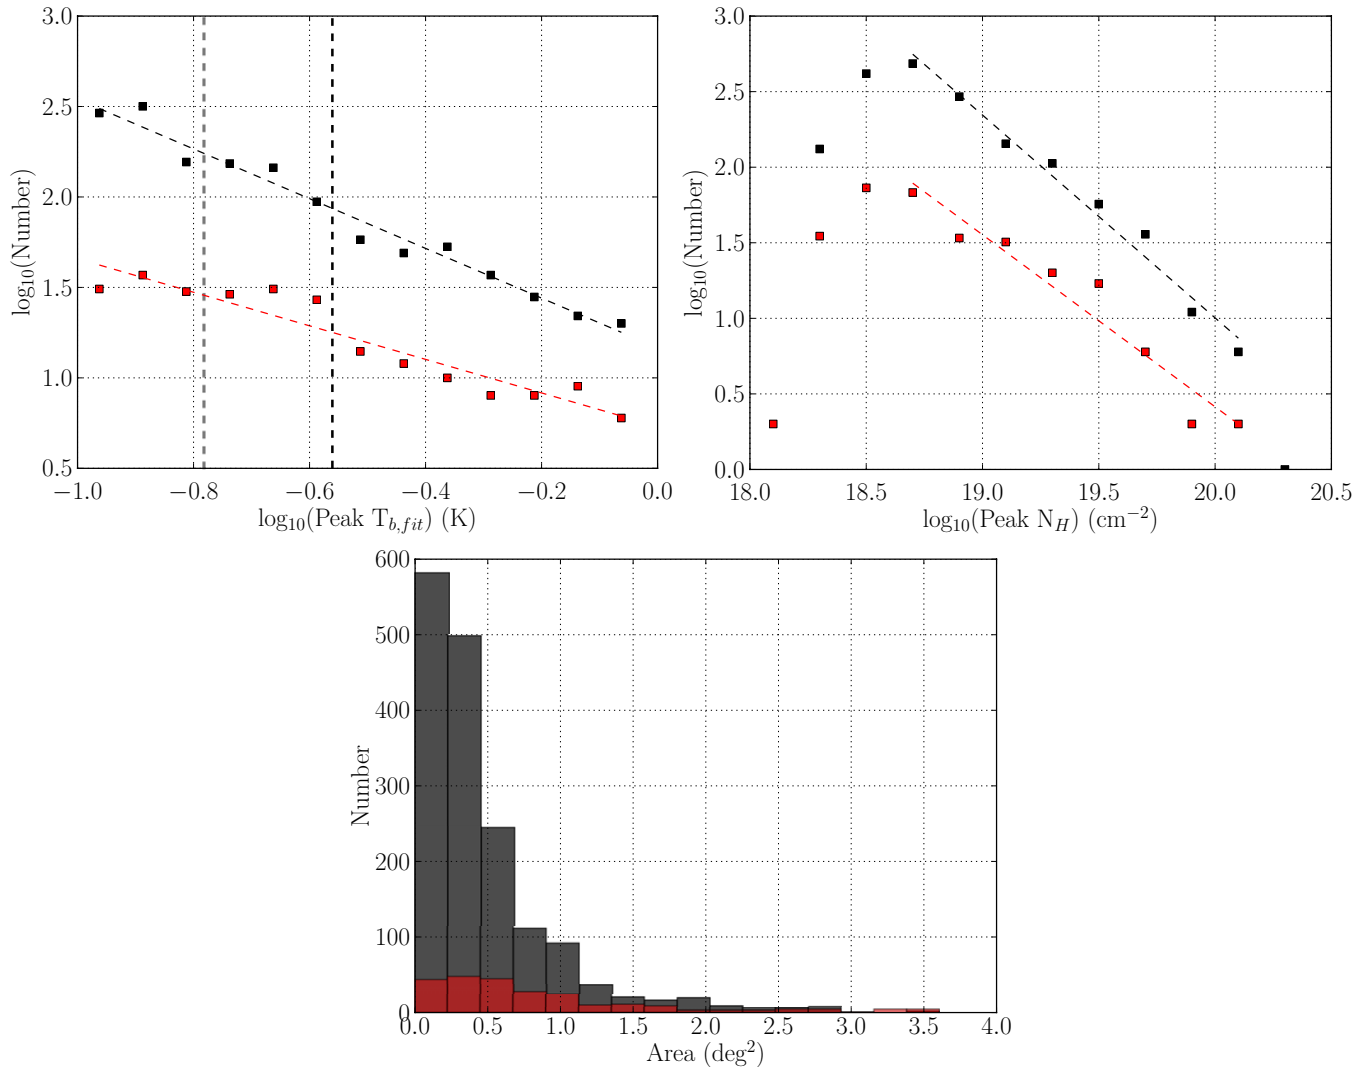 3.0
2.5
2.0
1.5
1.0
0.5
log₁₀(Number)
−1.0 −0.8 −0.6 −0.4 −0.2 0.0
log₁₀(Peak T_{b,fit}) (K)
3.0
2.5
2.0
1.5
1.0
0.5
0.0
log₁₀(Number)
18.0 18.5 19.0 19.5 20.0 20.5
log₁₀(Peak N_H) (cm⁻²)
600
500
400
300
200
100
0
Number
0.0 0.5 1.0 1.5 2.0 2.5 3.0 3.5 4.0
Area (deg²)